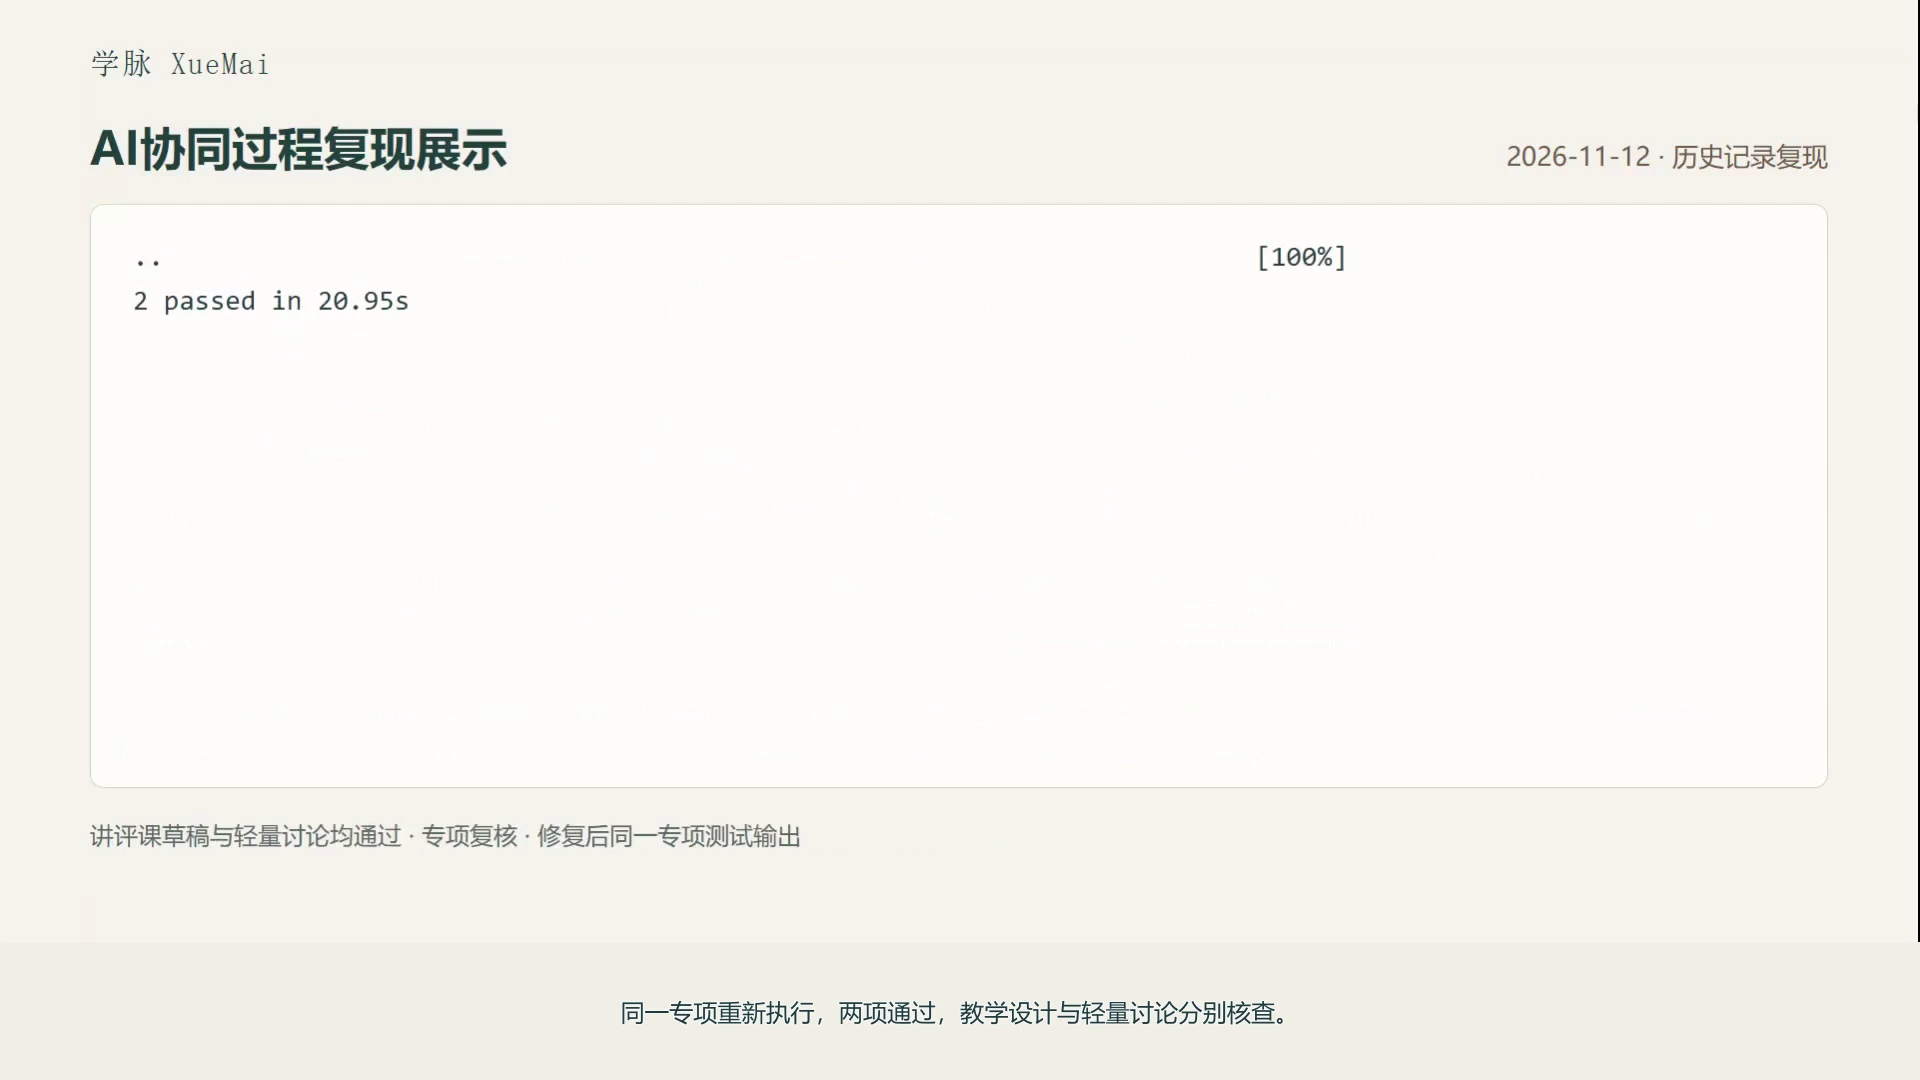 学脉 XueMai
AI协同过程复现展示
2026-11-12 · 历史记录复现
.. [100%]
2 passed in 20.95s
讲评课草稿与轻量讨论均通过 · 专项复核 · 修复后同一专项测试输出
同一专项重新执行，两项通过，教学设计与轻量讨论分别核查。